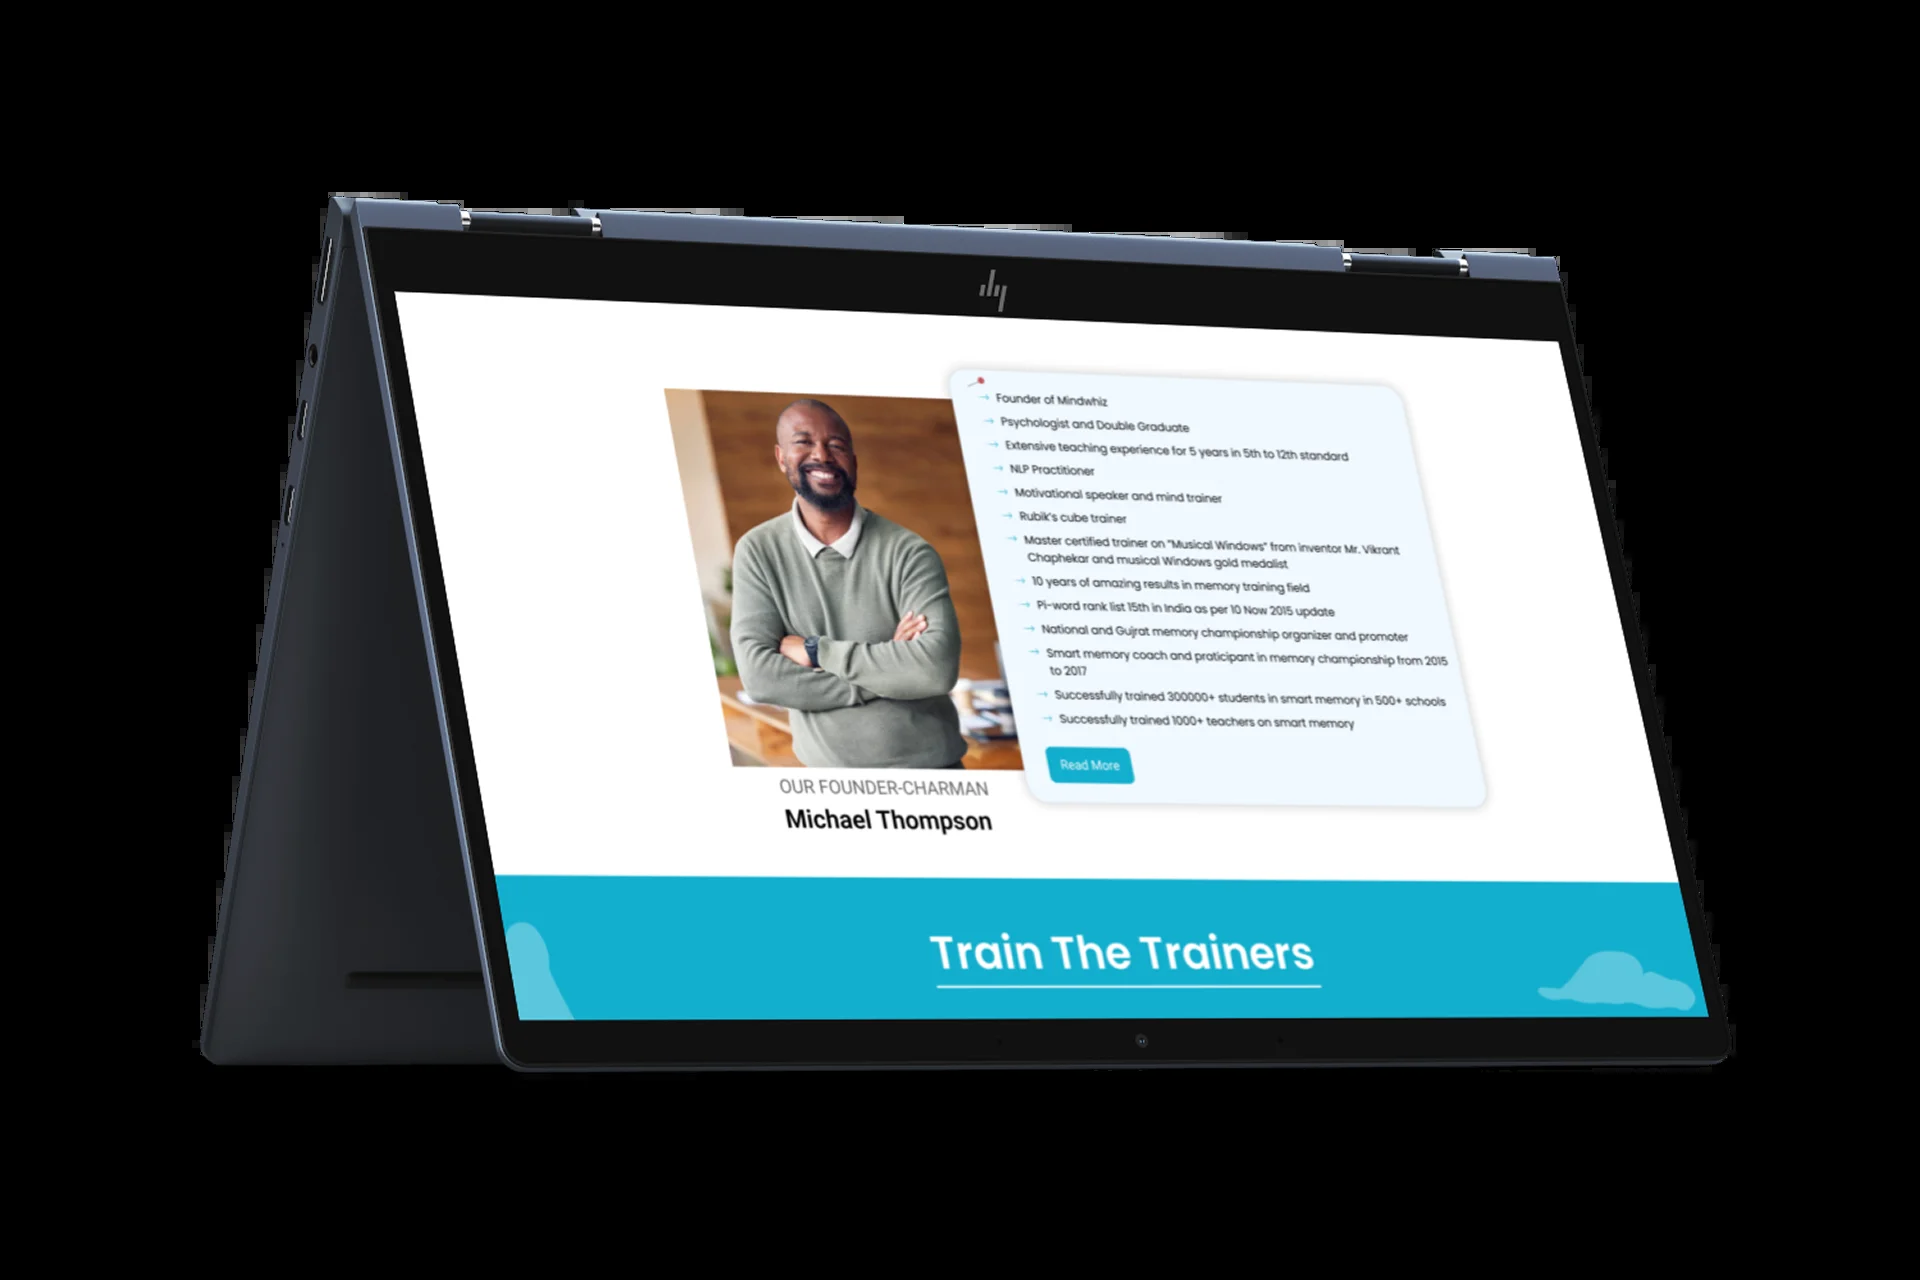 Founder of Mindwhiz
Psychologist and Double Graduate
Extensive teaching experience for 5 years in 5th to 12th standard
NLP Practitioner
Motivational speaker and mind trainer
Rubik's cube trainer
Master certified trainer on "Musical Windows" from inventor Mr. Vikrant
Chaphekar and musical Windows gold medalist
10 years of amazing results in memory training field
Pi-word rank list 15th in India as per 10 Now 2015 update
National and Gujrat memory championship organizer and promoter
Smart memory coach and praticipant in memory championship from 2015
to 2017
Successfully trained 300000+ students in smart memory in 500+ schools
Successfully trained 1000+ teachers on smart memory
Read More
OUR FOUNDER-CHARMAN
Michael Thompson
Train The Trainers